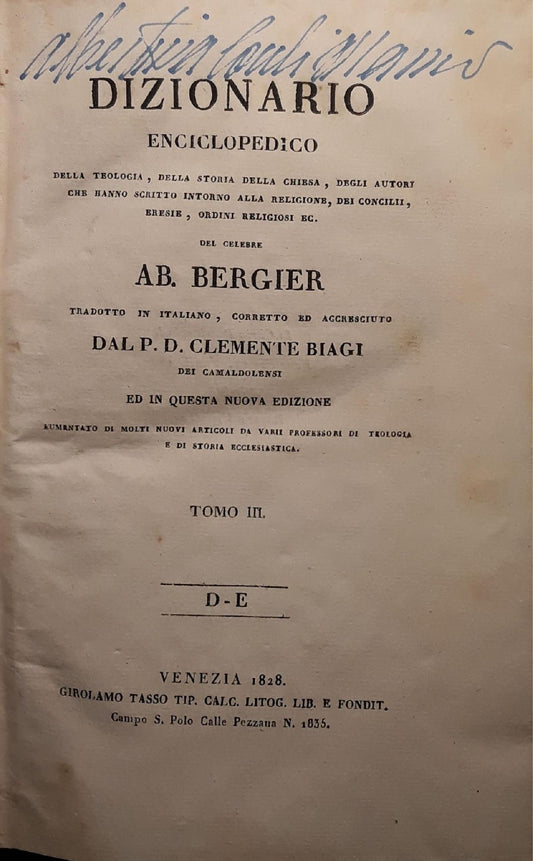 DIZIONARIO
ENCICLOPEDICO
DELLA TEOLOGIA, DELLA STORIA DELLA CHIESA, DEGLI AUTORI
CHE HANNO SCRITTO INTORNO ALLA RELIGIONE, DEI CONCILII,
ERESIE, ORDINI RELIGIOSI EC.
DEL CELEBRE
AB. BERGIER
TRADOTTO IN ITALIANO, CORRETTO ED ACCRESCIUTO
DAL P. D. CLEMENTE BIAGI
DEI CAMALDOLENSI
ED IN QUESTA NUOVA EDIZIONE
AUMENTATO DI MOLTI NUOVI ARTICOLI DA VARII PROFESSORI DI TEOLOGIA
E DI STORIA ECCLESIASTICA.
TOMO III.
D-E
VENEZIA 1828.
GIROLAMO TASSO TIP. CALC. LITOG. LIB. E FONDIT.
Campo S. Polo Calle Pezzana N. 1835.